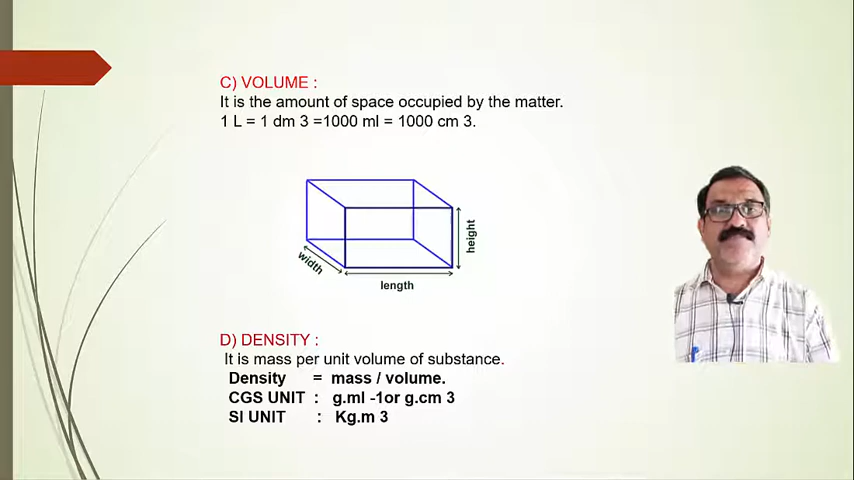 C) VOLUME :
It is the amount of space occupied by the matter.
1 L = 1 dm 3 =1000 ml = 1000 cm 3.
height
width
length
D) DENSITY :
It is mass per unit volume of substance.
Density = mass / volume.
CGS UNIT : g.ml -1or g.cm 3
SI UNIT : Kg.m 3